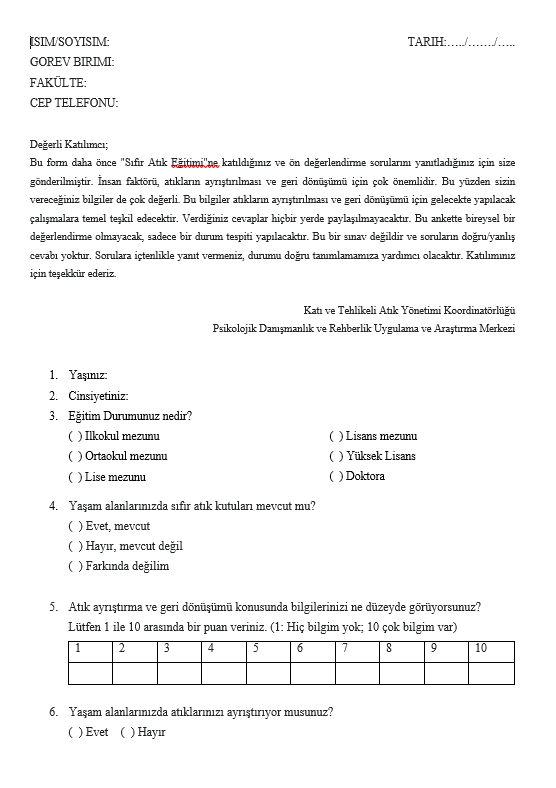 İSİM/SOYİSİM: TARİH:…../……./…..
GÖREV BİRİMİ:
FAKÜLTE:
CEP TELEFONU:
Değerli Katılımcı;
Bu form daha önce "Sıfır Atık Eğitimi"ne katıldığınız ve ön değerlendirme sorularını yanıtladığınız için size
gönderilmiştir. İnsan faktörü, atıkların ayrıştırılması ve geri dönüşümü için çok önemlidir. Bu yüzden sizin
vereceğiniz bilgiler de çok değerli. Bu bilgiler atıkların ayrıştırılması ve geri dönüşümü için gelecekte yapılacak
çalışmalara temel teşkil edecektir. Verdiğiniz cevaplar hiçbir yerde paylaşılmayacaktır. Bu ankette bireysel bir
değerlendirme olmayacak, sadece bir durum tespiti yapılacaktır. Bu bir sınav değildir ve soruların doğru/yanlış
cevabı yoktur. Sorulara içtenlikle yanıt vermeniz, durumu doğru tanımlamamıza yardımcı olacaktır. Katılımınız
için teşekkür ederiz.
Katı ve Tehlikeli Atık Yönetimi Koordinatörlüğü
Psikolojik Danışmanlık ve Rehberlik Uygulama ve Araştırma Merkezi
1. Yaşınız:
2. Cinsiyetiniz:
3. Eğitim Durumunuz nedir?
( ) İlkokul mezunu ( ) Lisans mezunu
( ) Ortaokul mezunu ( ) Yüksek Lisans
( ) Lise mezunu ( ) Doktora
4. Yaşam alanlarınızda sıfır atık kutuları mevcut mu?
( ) Evet, mevcut
( ) Hayır, mevcut değil
( ) Farkında değilim
5. Atık ayrıştırma ve geri dönüşümü konusunda bilgilerinizi ne düzeyde görüyorsunuz?
Lütfen 1 ile 10 arasında bir puan veriniz. (1: Hiç bilgim yok; 10 çok bilgim var)
1 2 3 4 5 6 7 8 9 10
6. Yaşam alanlarınızda atıklarınızı ayrıştırıyor musunuz?
( ) Evet ( ) Hayır